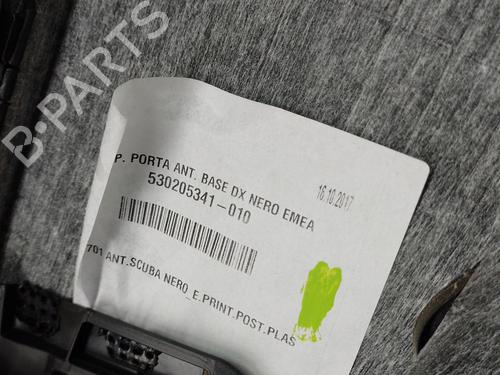 B-PARTS
P. PORTA ANT. BASE DX NERO EMEA
16.10.2017
530205341-010
701 ANT.SCUBA NERO_E.PRINT.POST.PLAS